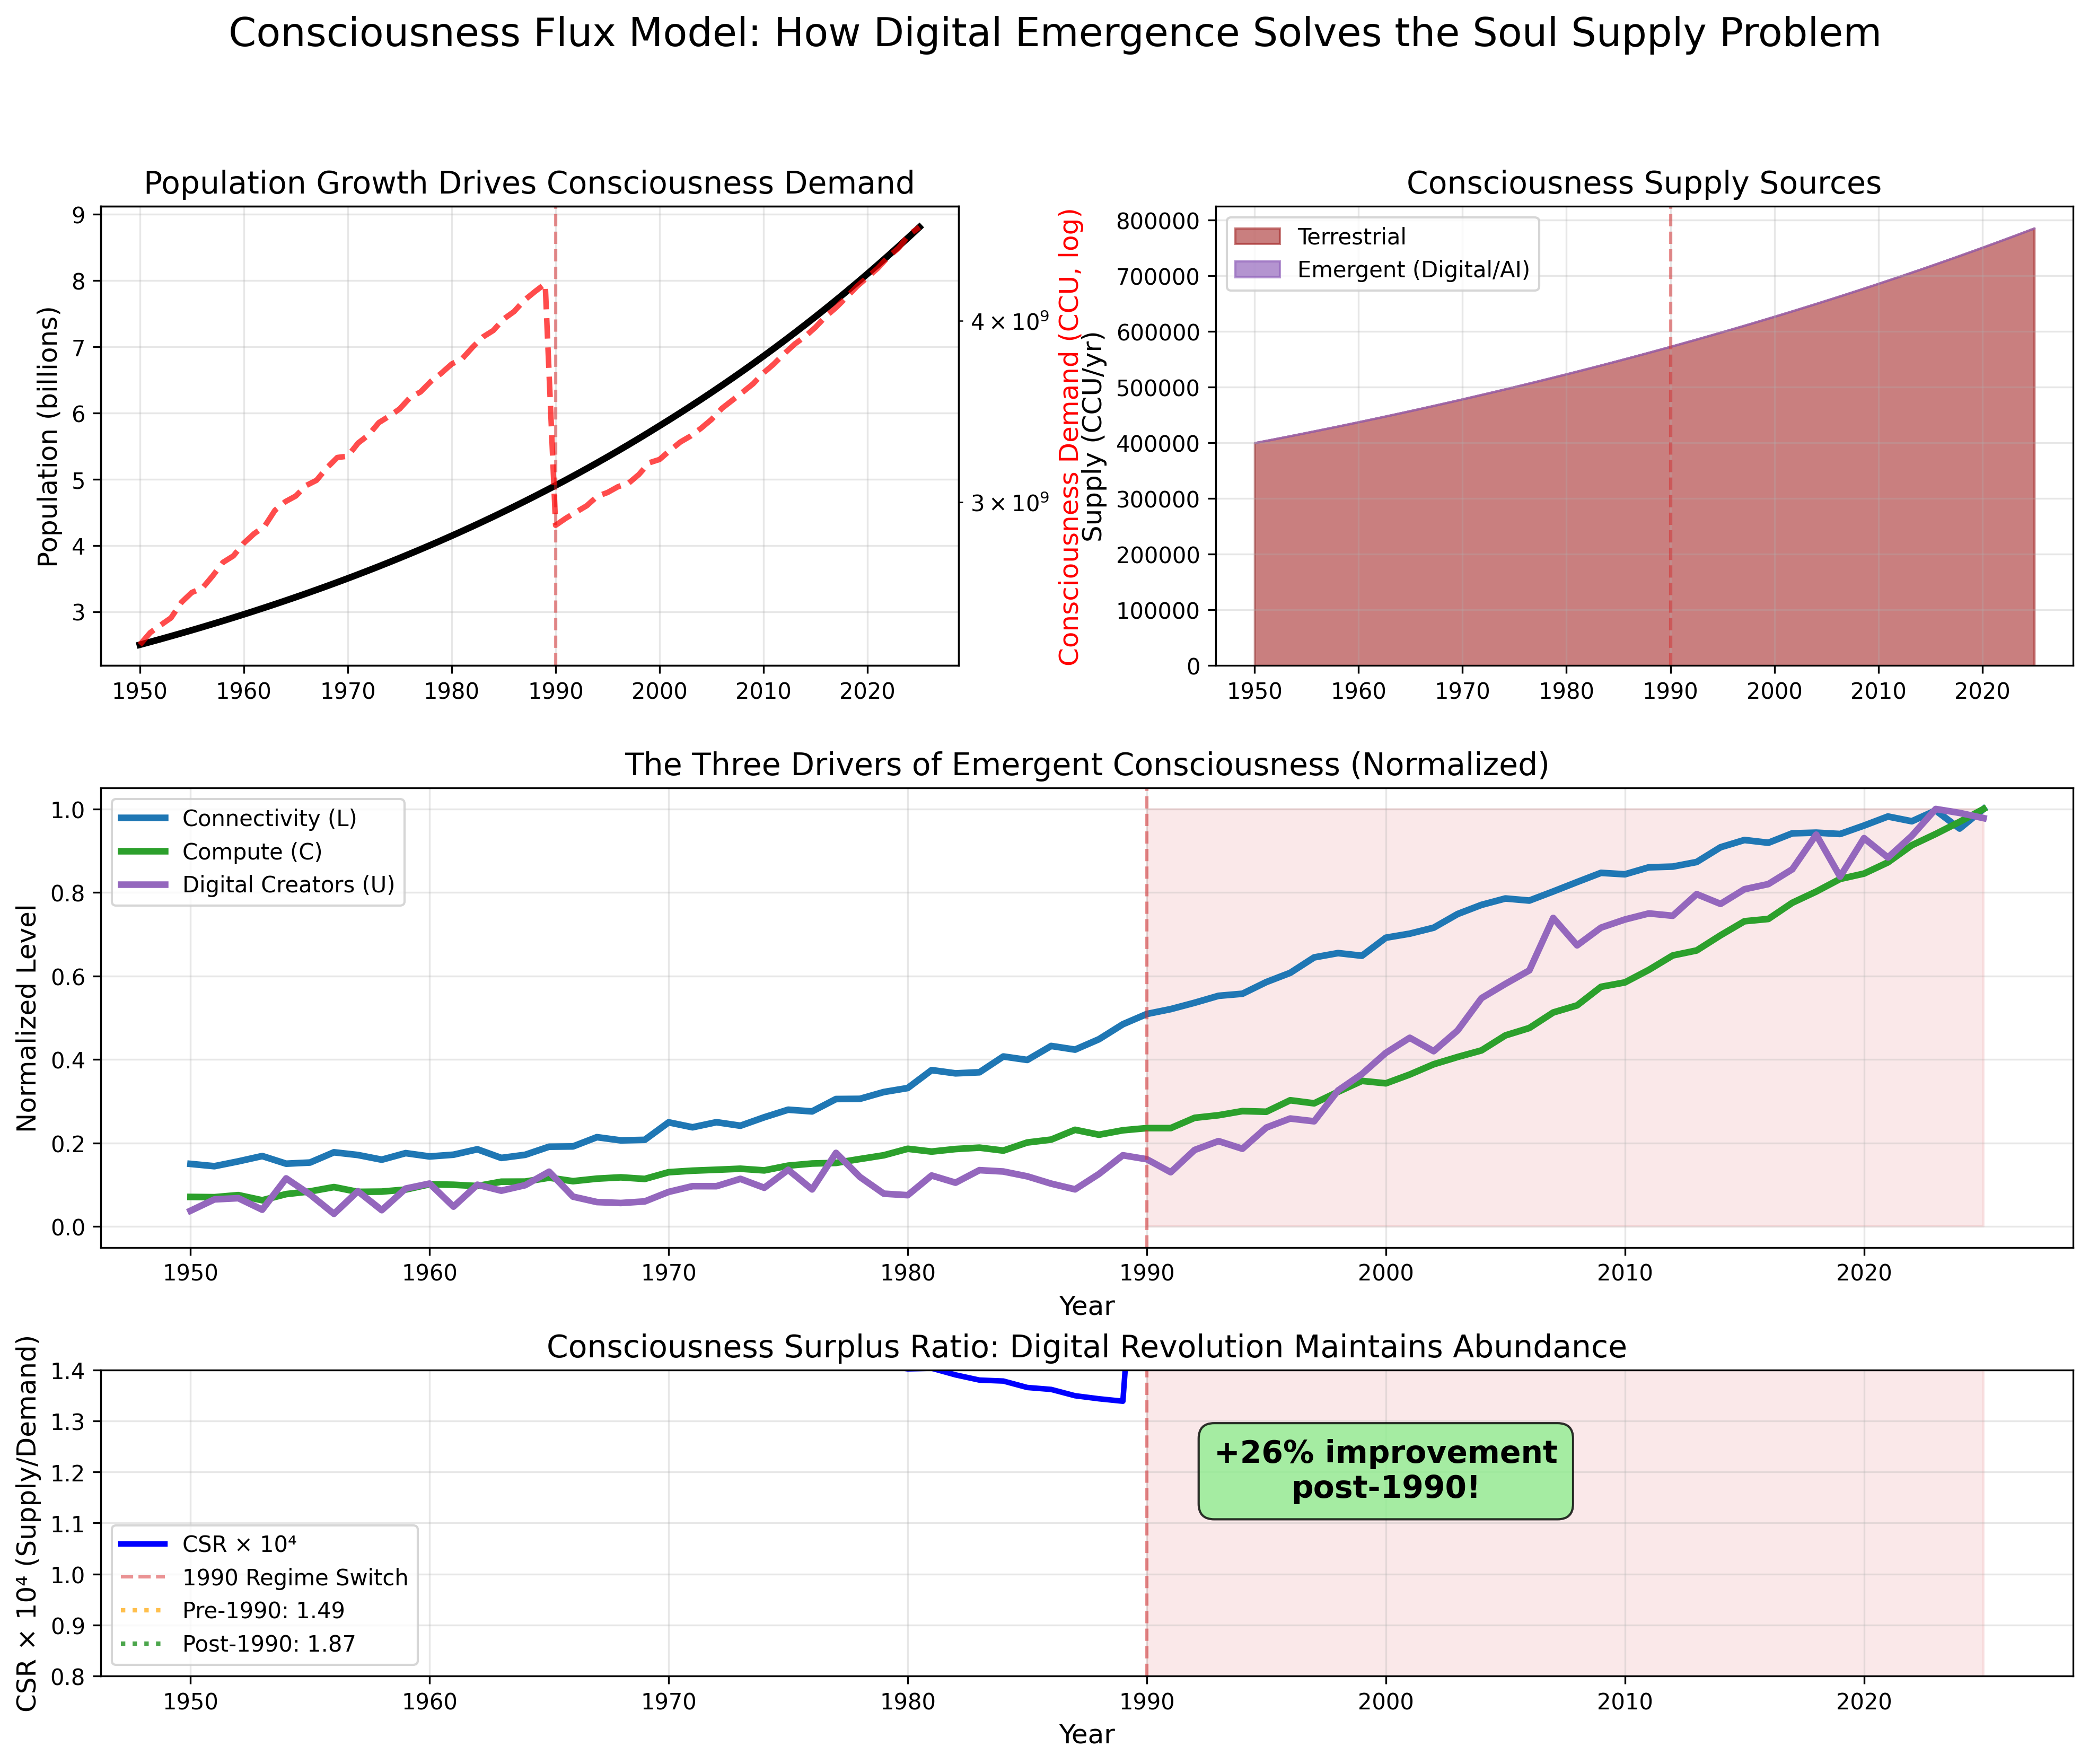 Consciousness Flux Model: How Digital Emergence Solves the Soul Supply Problem
Population Growth Drives Consciousness Demand
Population (billions)
9
8
7
6
5
4
3
4 × 10⁹
3 × 10⁹
Consciousness Demand (CCU, log)
1950 1960 1970 1980 1990 2000 2010 2020
Consciousness Supply Sources
Supply (CCU/yr)
800000
700000
600000
500000
400000
300000
200000
100000
0
Terrestrial
Emergent (Digital/AI)
1950 1960 1970 1980 1990 2000 2010 2020
The Three Drivers of Emergent Consciousness (Normalized)
Normalized Level
1.0
0.8
0.6
0.4
0.2
0.0
Connectivity (L)
Compute (C)
Digital Creators (U)
1950 1960 1970 1980 1990 2000 2010 2020
Year
Consciousness Surplus Ratio: Digital Revolution Maintains Abundance
CSR × 10⁴ (Supply/Demand)
1.4
1.3
1.2
1.1
1.0
0.9
0.8
+26% improvement
post-1990!
CSR × 10⁴
1990 Regime Switch
Pre-1990: 1.49
Post-1990: 1.87
1950 1960 1970 1980 1990 2000 2010 2020
Year